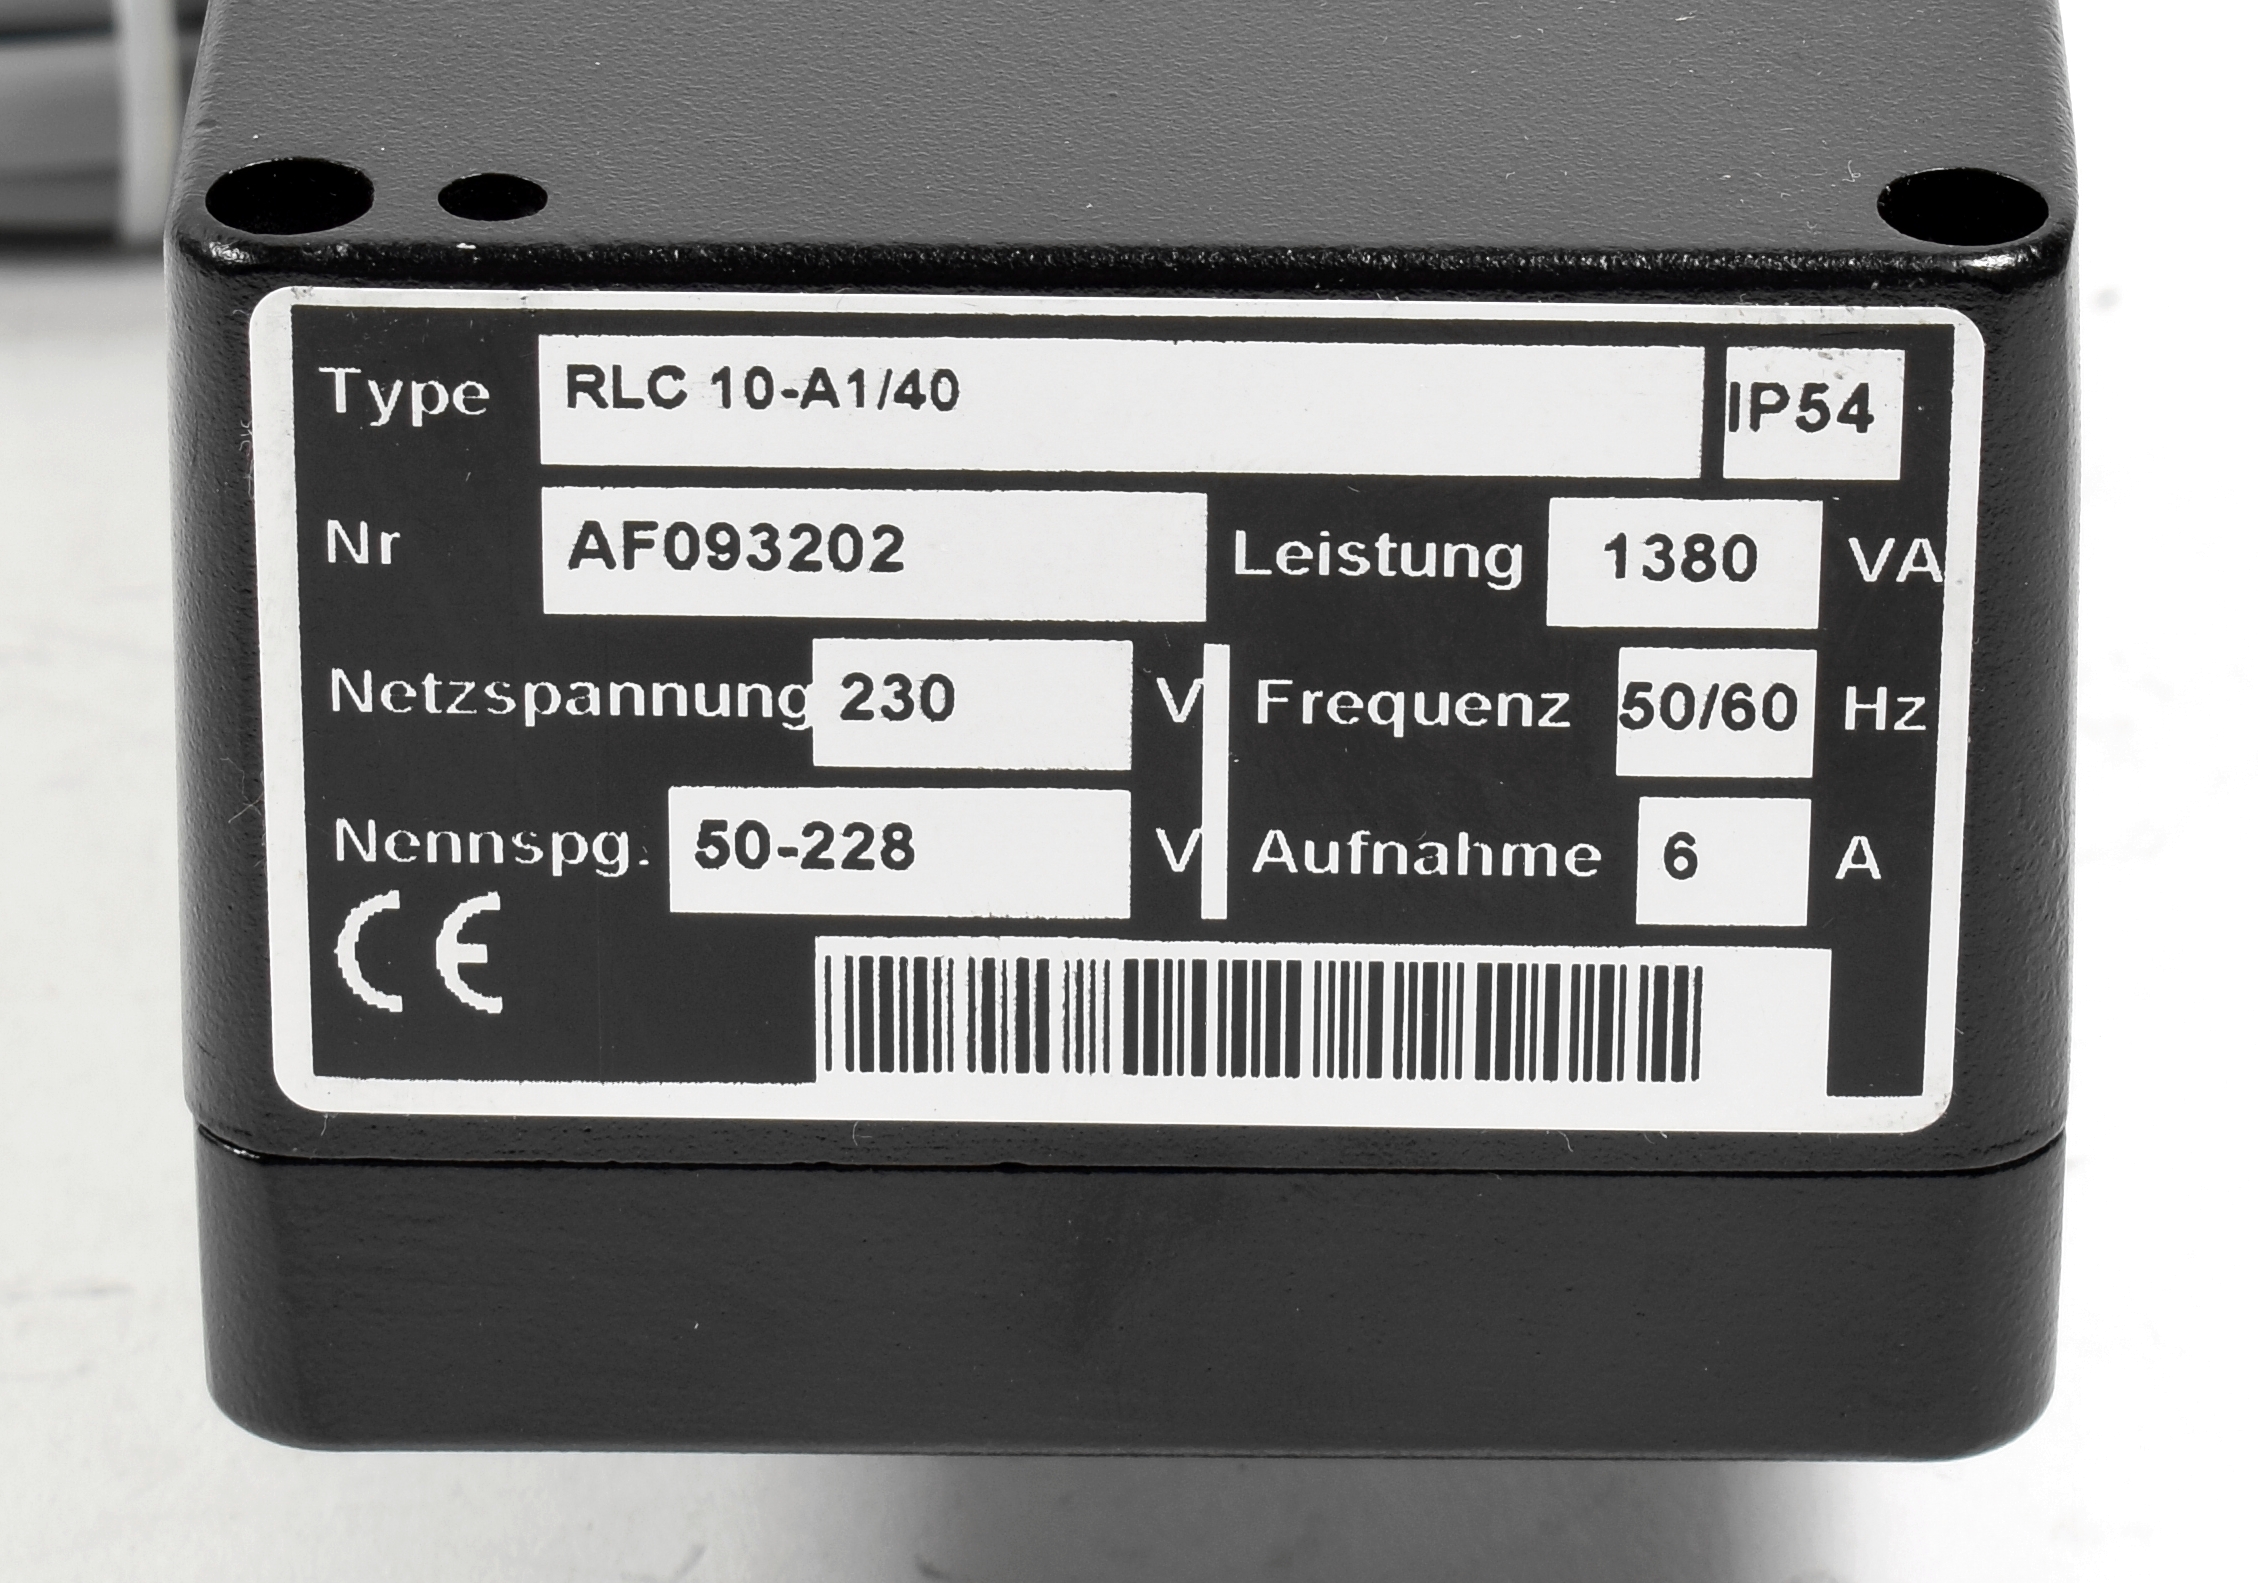 Type RLC 10-A1/40 IP54
Nr AF093202 Leistung 1380 VA
Netzspannung 230 V Frequenz 50/60 Hz
Nennspg. 50-228 V Aufnahme 6 A
CE